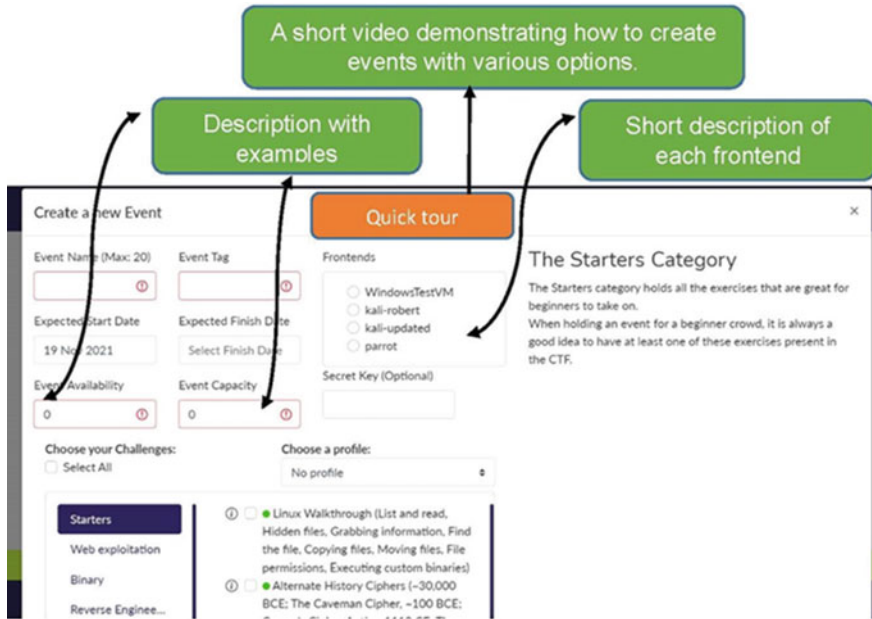 A short video demonstrating how to create
events with various options.
Description with
examples
Short description of
each frontend
Create a new Event
Quick tour
×
Event Name (Max: 20)
Event Tag
Frontends
WindowsTestVM
kali-robert
kali-updated
parrot
Expected Start Date
Expected Finish Date
19 Nov 2021
Select Finish Date
Event Availability
Event Capacity
Secret Key (Optional)
0
0
The Starters Category
The Starters category holds all the exercises that are great for
beginners to take on.
When holding an event for a beginner crowd, it is always a
good idea to have at least one of these exercises present in
the CTF.
Choose your Challenges:
Select All
Choose a profile:
No profile
Starters
Web exploitation
Binary
Reverse Enginee...
Linux Walkthrough (List and read,
Hidden files, Grabbing information, Find
the file, Copying files, Moving files, File
permissions, Executing custom binaries)
Alternate History Ciphers (~30,000
BCE; The Caveman Cipher, ~100 BCE;